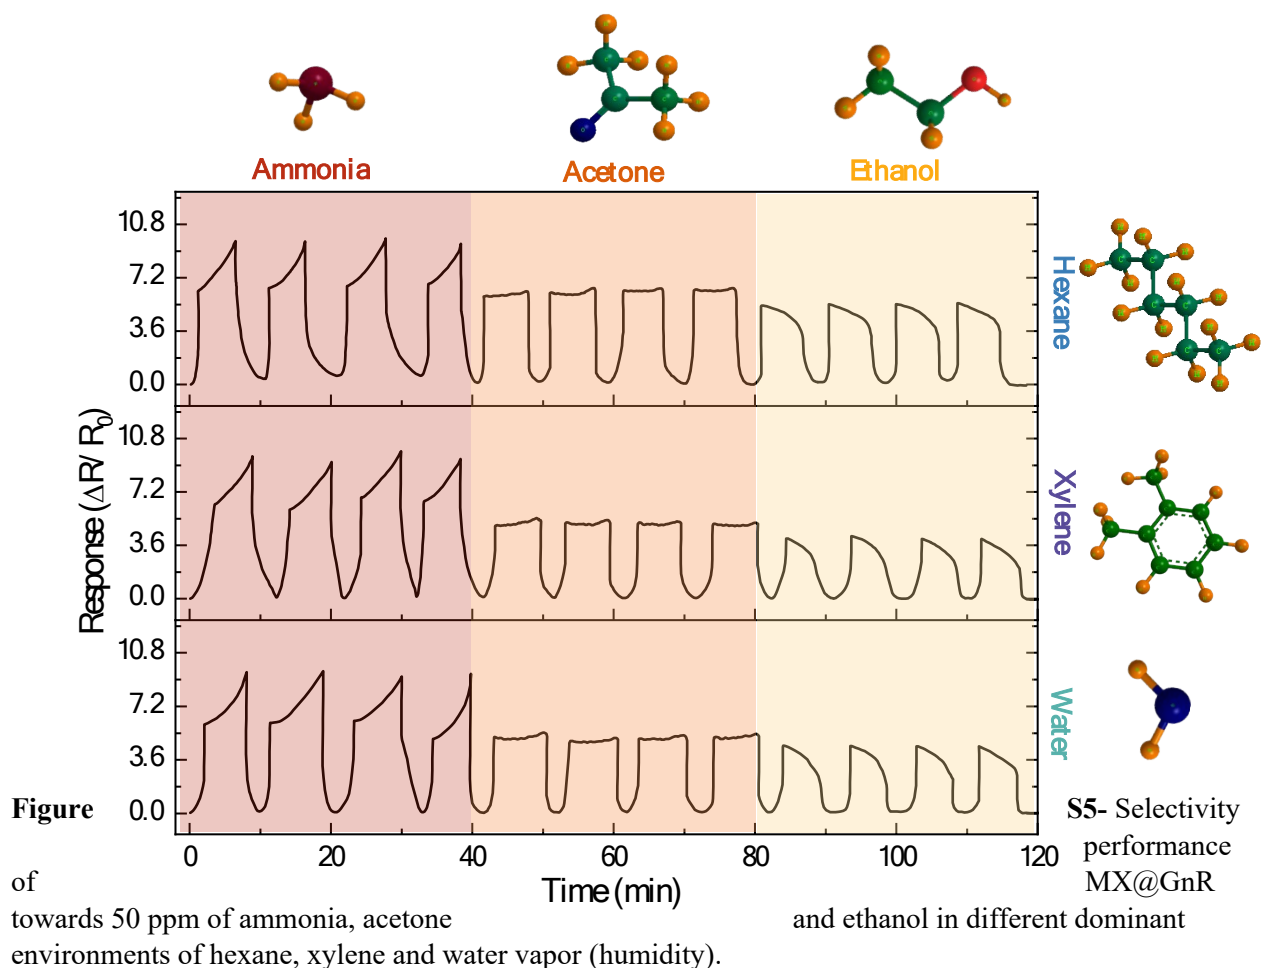 Ammonia
Acetone
Ethanol
10.8
7.2
3.6
0.0
Hexane
10.8
7.2
3.6
0.0
Xylene
Response (ΔR/ R0)
10.8
7.2
3.6
0.0
Water
0 20 40 60 80 100 120
Time (min)
Figure S5- Selectivity
performance
of MX@GnR
towards 50 ppm of ammonia, acetone and ethanol in different dominant
environments of hexane, xylene and water vapor (humidity).